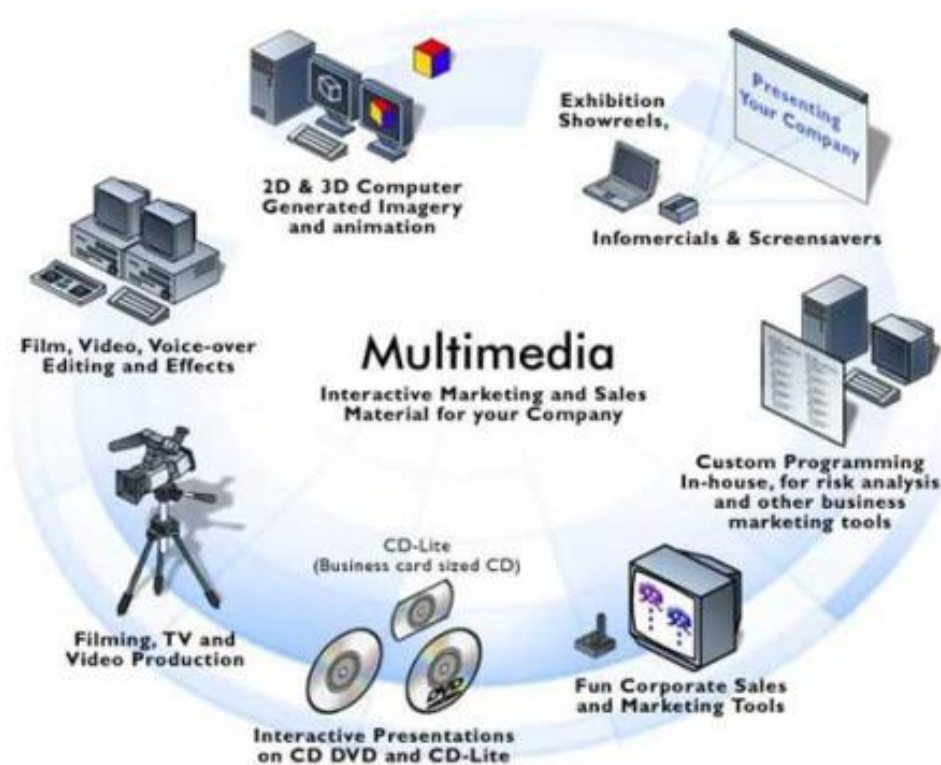 Multimedia
Interactive Marketing and Sales
Material for your Company
2D & 3D Computer
Generated Imagery
and animation
Exhibition
Showreels,
Presenting
Your Company
Infomercials & Screensavers
Custom Programming
In-house, for risk analysis
and other business
marketing tools
Fun Corporate Sales
and Marketing Tools
CD-Lite
(Business card sized CD)
DVD
Interactive Presentations
on CD DVD and CD-Lite
Filming, TV and
Video Production
Film, Video, Voice-over
Editing and Effects